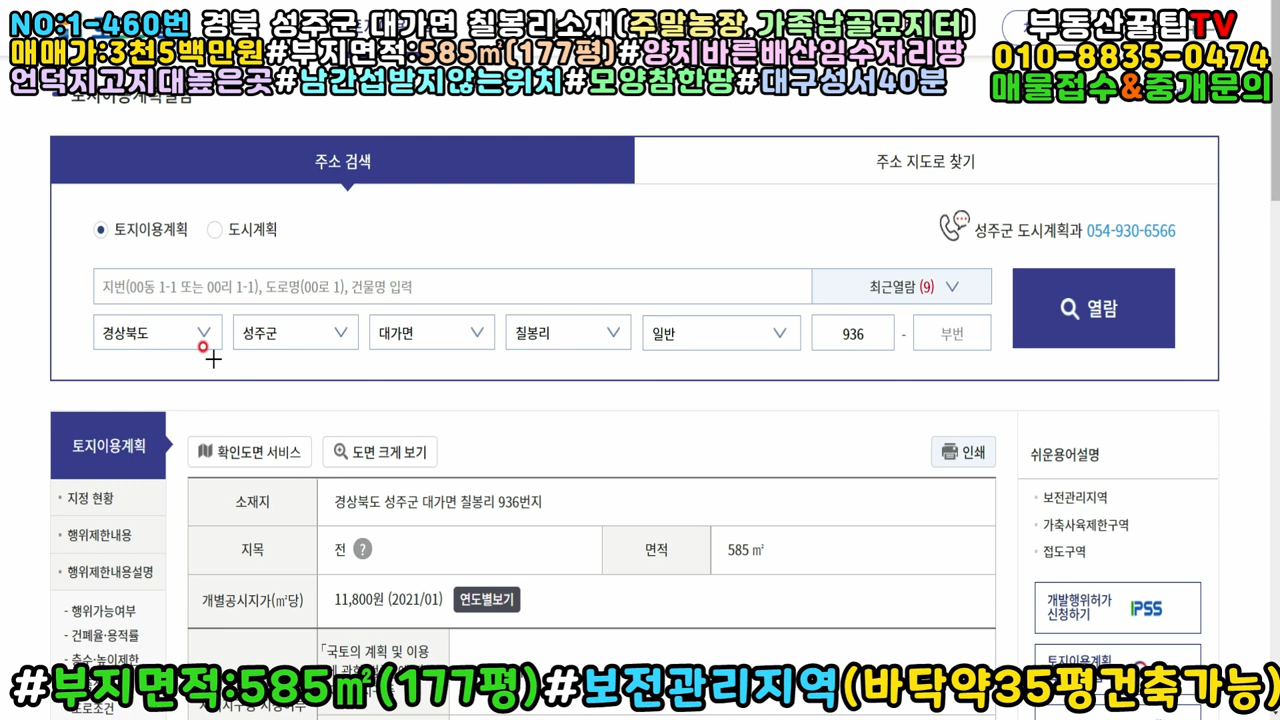 NO:1-460번 경북 성주군 대가면 칠봉리소재(주말농장,가족납골묘지터)
매매가:3천5백만원#부지면적:585㎡(177평)#양지바른배산임수자리땅
언덕지고지대높은곳#남간섭받지않는위치#모양참한땅#대구성서40분
부동산꿀팁TV
010-8835-0474
매물접수&중개문의
주소 검색
주소 지도로 찾기
토지이용계획
도시계획
성주군 도시계획과 054-930-6566
지번(00동 1-1 또는 00리 1-1), 도로명(00로 1), 건물명 입력
최근열람 (9)
열람
경상북도
성주군
대가면
칠봉리
일반
936
-
부번
토지이용계획
확인도면 서비스
도면 크게 보기
인쇄
쉬운용어설명
지정 현황
행위제한내용
행위제한내용설명
- 행위가능여부
- 건폐율·용적률
- 층수·높이제한
소재지
경상북도 성주군 대가면 칠봉리 936번지
지목
전 ?
면적
585 ㎡
개별공시지가(㎡당)
11,800원 (2021/01)
연도별보기
「국토의 계획 및 이용
보전관리지역
가축사육제한구역
접도구역
개발행위허가
신청하기
IPSS
토지이용계획
#부지면적:585㎡(177평)#보전관리지역(바닥약35평건축가능)